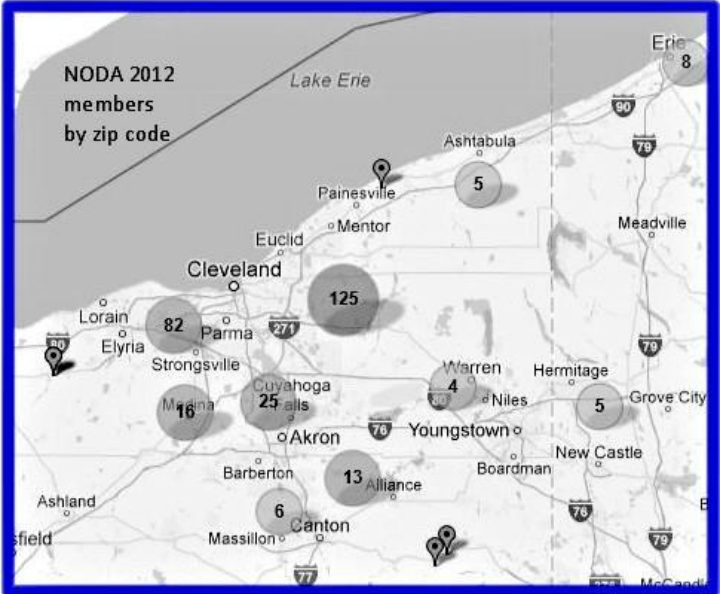 NODA 2012
members
by zip code
Lake Erie
Erie
8
90
79
Ashtabula
5
Painesville
Mentor
Meadville
Euclid
Cleveland
125
Lorain
82
Parma
271
80
Elyria
Strongsville
79
Warren
Hermitage
4
80
Niles
Cuyahoga
Falls
25
Medina
16
5
Grove City
76
Youngstown
Akron
Boardman
New Castle
Barberton
13
Alliance
Ashland
6
Canton
Massillon
76
79
sfield
77